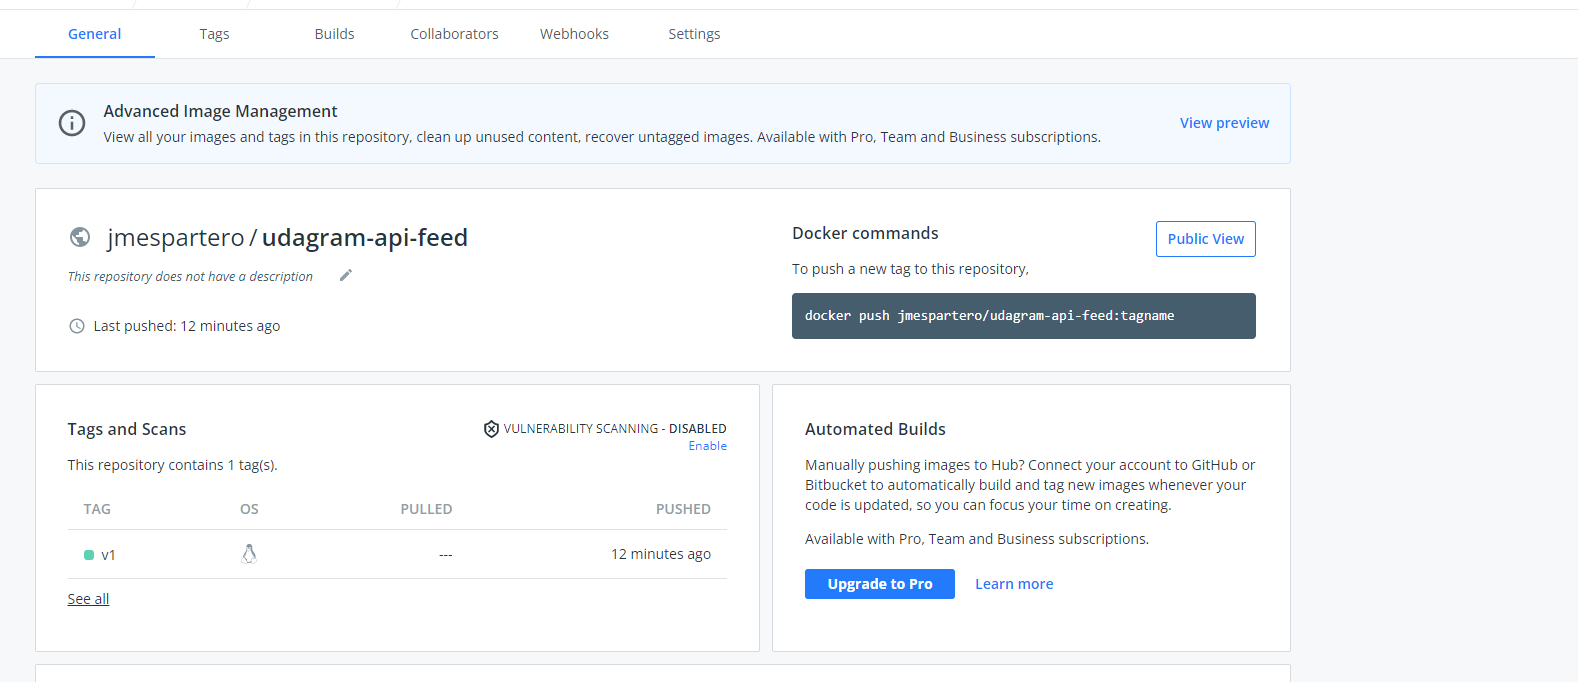 General Tags Builds Collaborators Webhooks Settings
Advanced Image Management
View all your images and tags in this repository, clean up unused content, recover untagged images. Available with Pro, Team and Business subscriptions.
View preview
jmespartero / udagram-api-feed
This repository does not have a description
Last pushed: 12 minutes ago
Docker commands
Public View
To push a new tag to this repository,
docker push jmespartero/udagram-api-feed:tagname
Tags and Scans
VULNERABILITY SCANNING - DISABLED
Enable
This repository contains 1 tag(s).
TAG OS PULLED PUSHED
v1 --- 12 minutes ago
See all
Automated Builds
Manually pushing images to Hub? Connect your account to GitHub or
Bitbucket to automatically build and tag new images whenever your
code is updated, so you can focus your time on creating.
Available with Pro, Team and Business subscriptions.
Upgrade to Pro Learn more